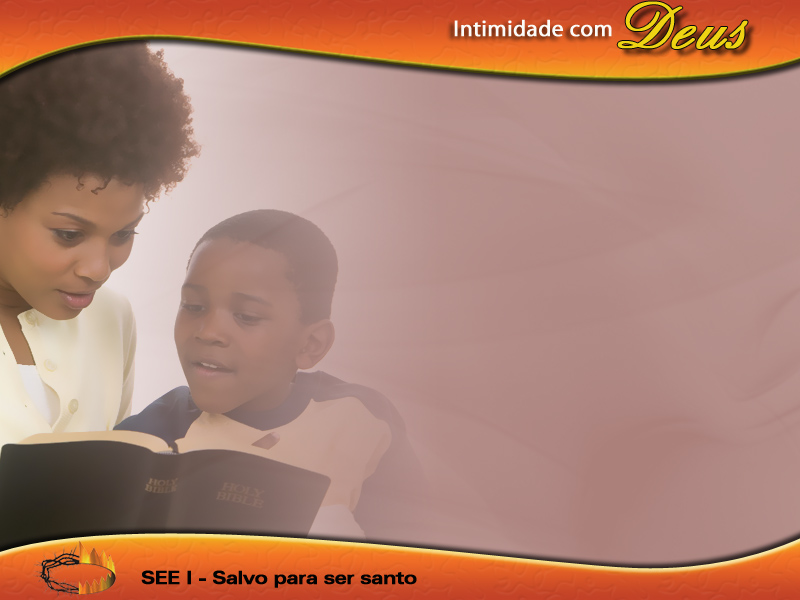 Intimidade com Deus
HOLY
BIBLE
HOLY
BIBLE
SEE I - Salvo para ser santo